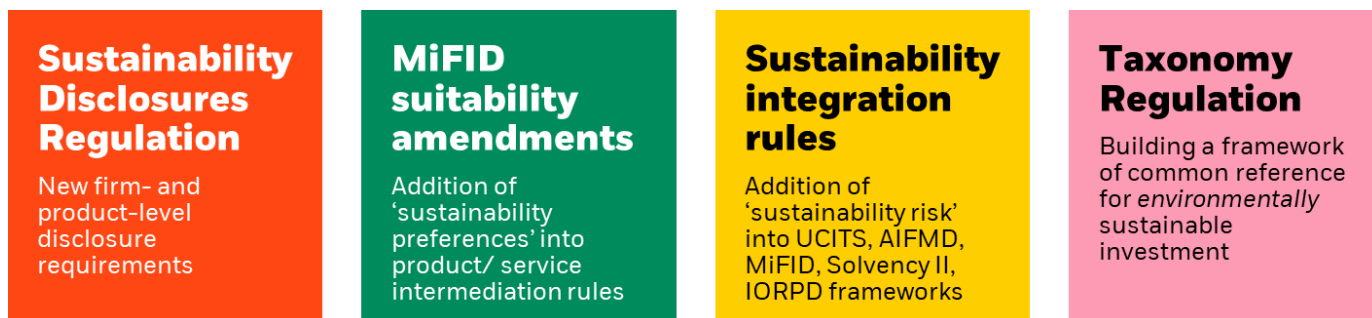 Sustainability
Disclosures
Regulation
New firm- and
product-level
disclosure
requirements
MiFID
suitability
amendments
Addition of
‘sustainability
preferences’ into
product/ service
intermediation rules
Sustainability
integration
rules
Addition of
‘sustainability risk’
into UCITS, AIFMD,
MiFID, Solvency II,
IORPD frameworks
Taxonomy
Regulation
Building a framework
of common reference
for environmentally
sustainable
investment